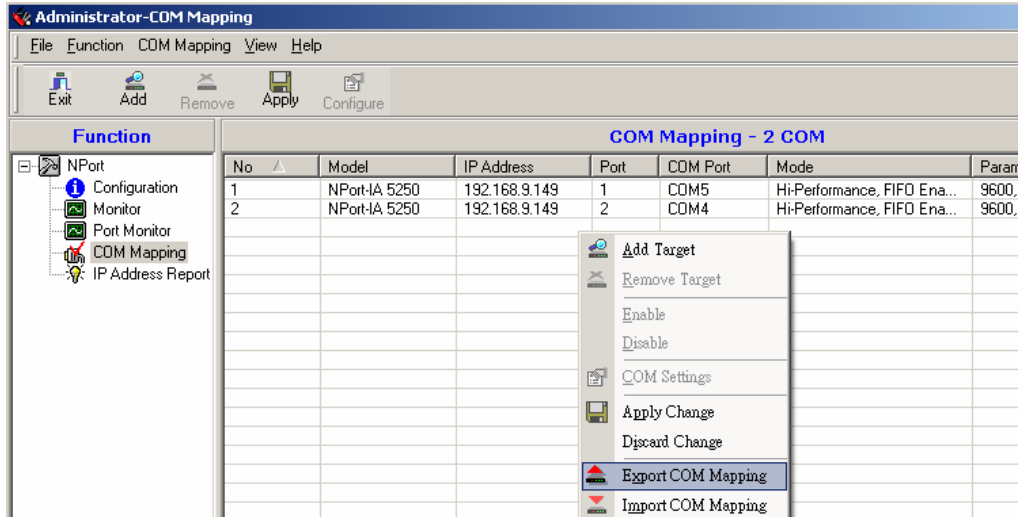 Administrator-COM Mapping
File Function COM Mapping View Help
Exit Add Remove Apply Configure
Function
COM Mapping - 2 COM
NPort
Configuration
Monitor
Port Monitor
COM Mapping
IP Address Report
No Model IP Address Port COM Port Mode Param
1 NPort-IA 5250 192.168.9.149 1 COM5 Hi-Performance, FIFO Ena... 9600,
2 NPort-IA 5250 192.168.9.149 2 COM4 Hi-Performance, FIFO Ena... 9600,
Add Target
Remove Target
Enable
Disable
COM Settings
Apply Change
Discard Change
Export COM Mapping
Import COM Mapping